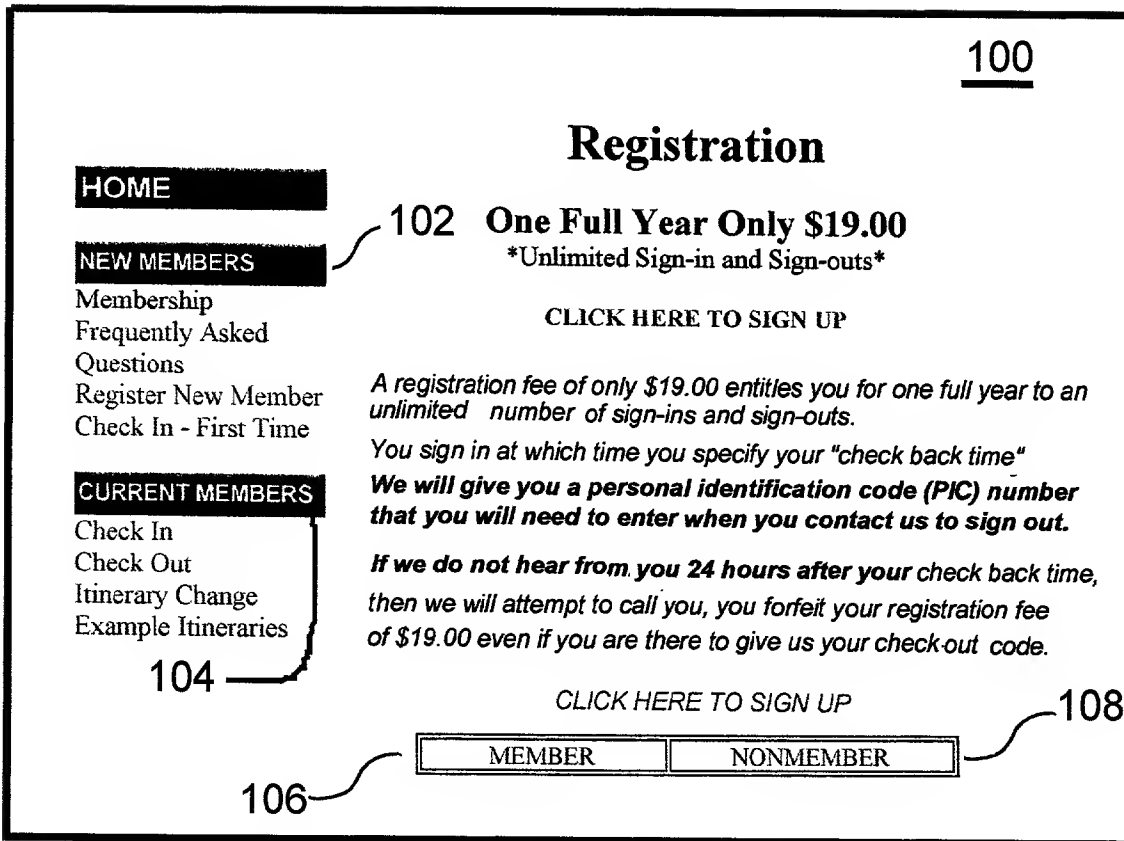 100
Registration
HOME
102
One Full Year Only $19.00
*Unlimited Sign-in and Sign-outs*
NEW MEMBERS
Membership
Frequently Asked
Questions
Register New Member
Check In - First Time
CLICK HERE TO SIGN UP
A registration fee of only $19.00 entitles you for one full year to an
unlimited number of sign-ins and sign-outs.
You sign in at which time you specify your "check back time"
We will give you a personal identification code (PIC) number
that you will need to enter when you contact us to sign out.
CURRENT MEMBERS
Check In
Check Out
Itinerary Change
Example Itineraries
104
If we do not hear from you 24 hours after your check back time,
then we will attempt to call you, you forfeit your registration fee
of $19.00 even if you are there to give us your check-out code.
CLICK HERE TO SIGN UP
108
MEMBER NONMEMBER
106